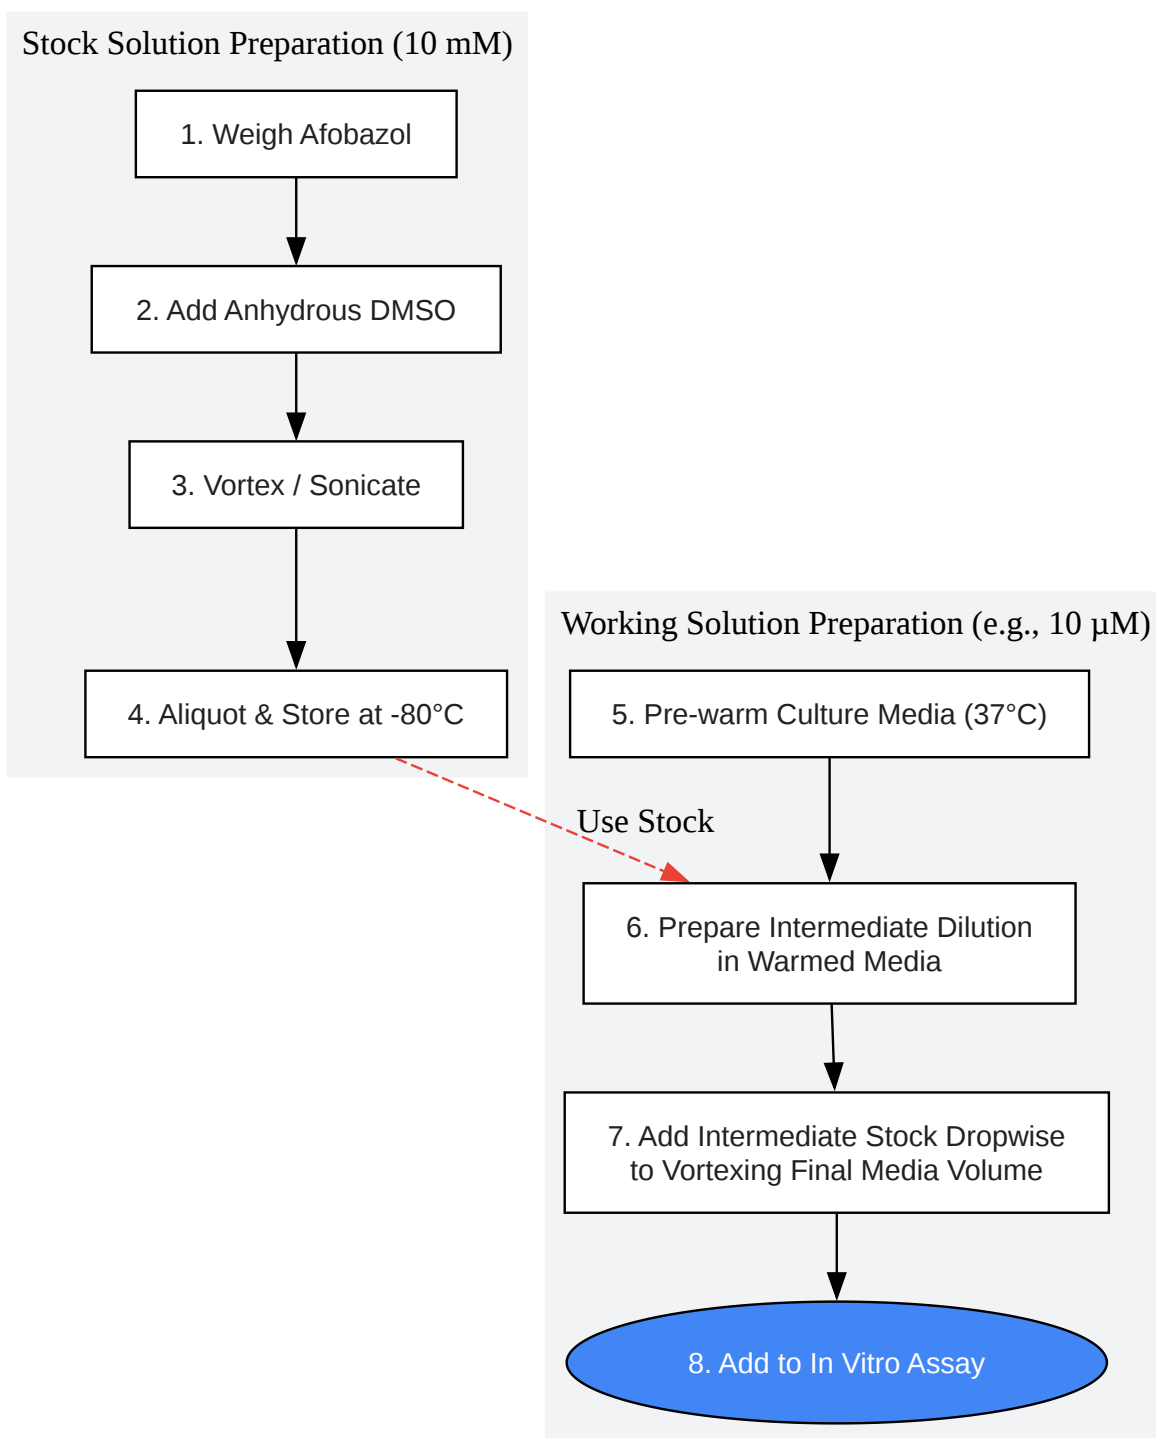 Stock Solution Preparation (10 mM)
1. Weigh Afobazol
2. Add Anhydrous DMSO
3. Vortex / Sonicate
4. Aliquot & Store at -80°C
Use Stock
Working Solution Preparation (e.g., 10 µM)
5. Pre-warm Culture Media (37°C)
6. Prepare Intermediate Dilution
in Warmed Media
7. Add Intermediate Stock Dropwise
to Vortexing Final Media Volume
8. Add to In Vitro Assay